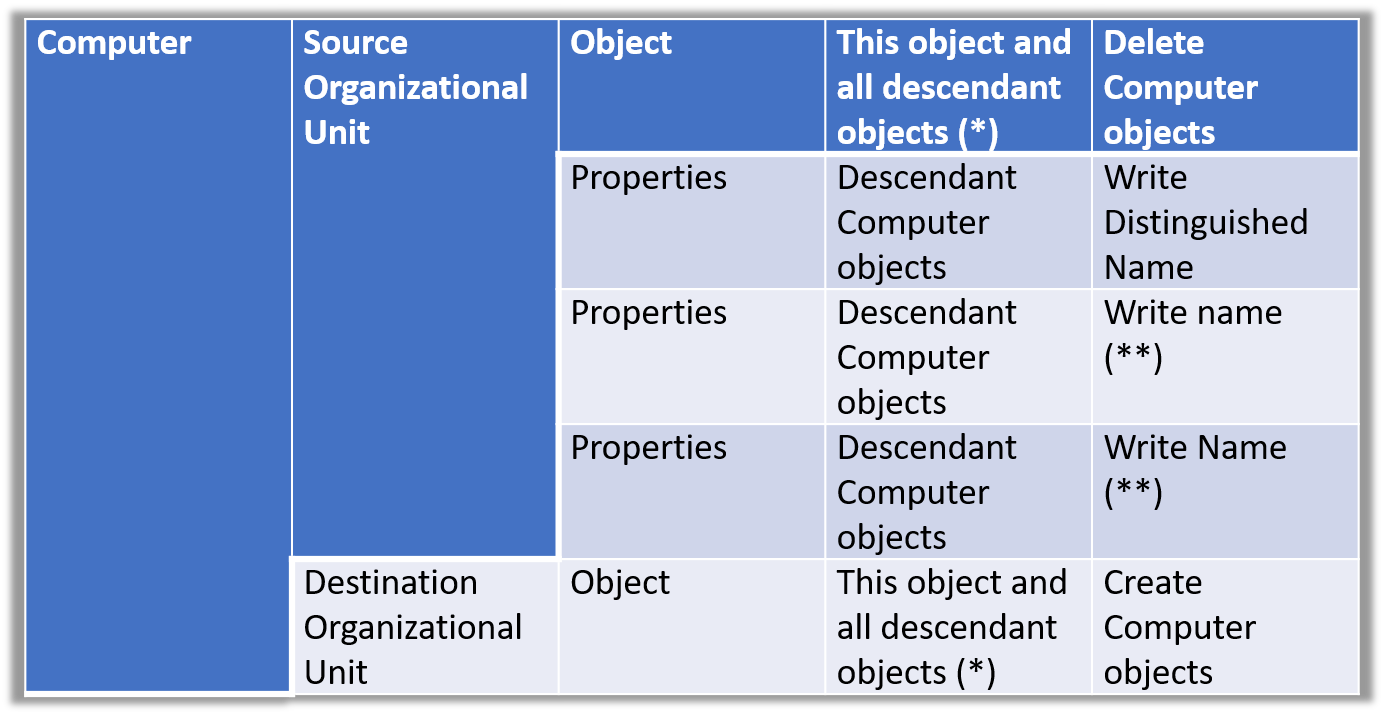 Computer
Source
Organizational
Unit
Object
This object and
all descendant
objects (*)
Delete
Computer
objects
Properties
Descendant
Computer
objects
Write
Distinguished
Name
Properties
Descendant
Computer
objects
Write name
(**)
Properties
Descendant
Computer
objects
Write Name
(**)
Destination
Organizational
Unit
Object
This object and
all descendant
objects (*)
Create
Computer
objects